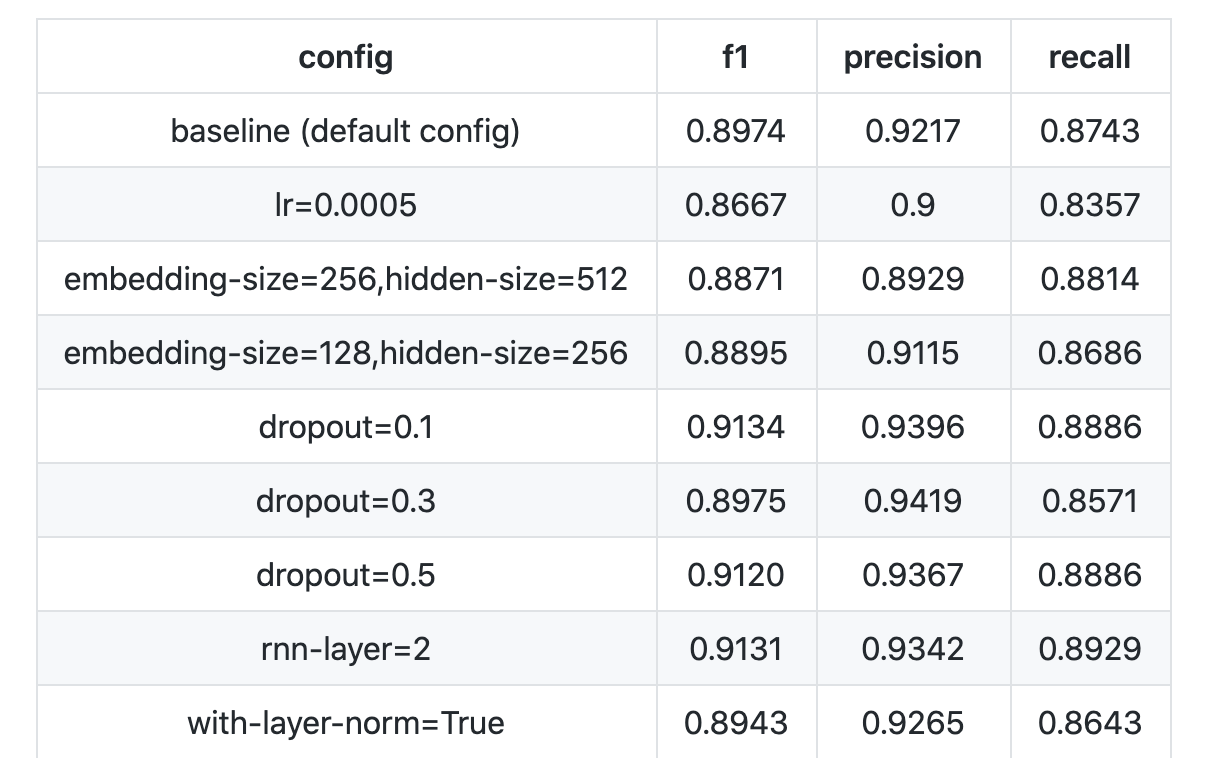 config f1 precision recall
baseline (default config) 0.8974 0.9217 0.8743
lr=0.0005 0.8667 0.9 0.8357
embedding-size=256,hidden-size=512 0.8871 0.8929 0.8814
embedding-size=128,hidden-size=256 0.8895 0.9115 0.8686
dropout=0.1 0.9134 0.9396 0.8886
dropout=0.3 0.8975 0.9419 0.8571
dropout=0.5 0.9120 0.9367 0.8886
rnn-layer=2 0.9131 0.9342 0.8929
with-layer-norm=True 0.8943 0.9265 0.8643